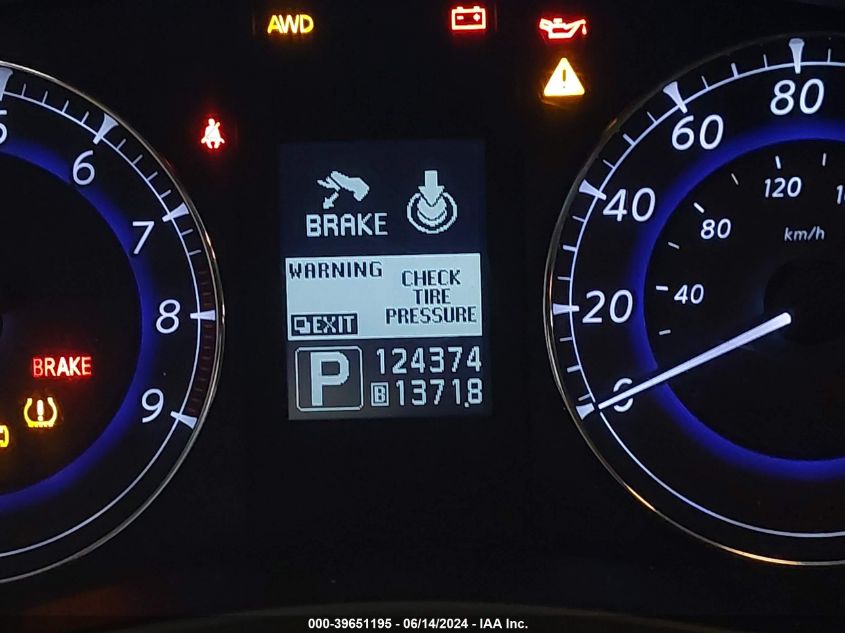 AWD
BRAKE
WARNING
CHECK
TIRE
PRESSURE
EXIT
P
124374
B 1371.8
6
7
8
9
BRAKE
80
60
40
20
0
120
80
40
km/h
000-39651195 - 06/14/2024 - IAA Inc.